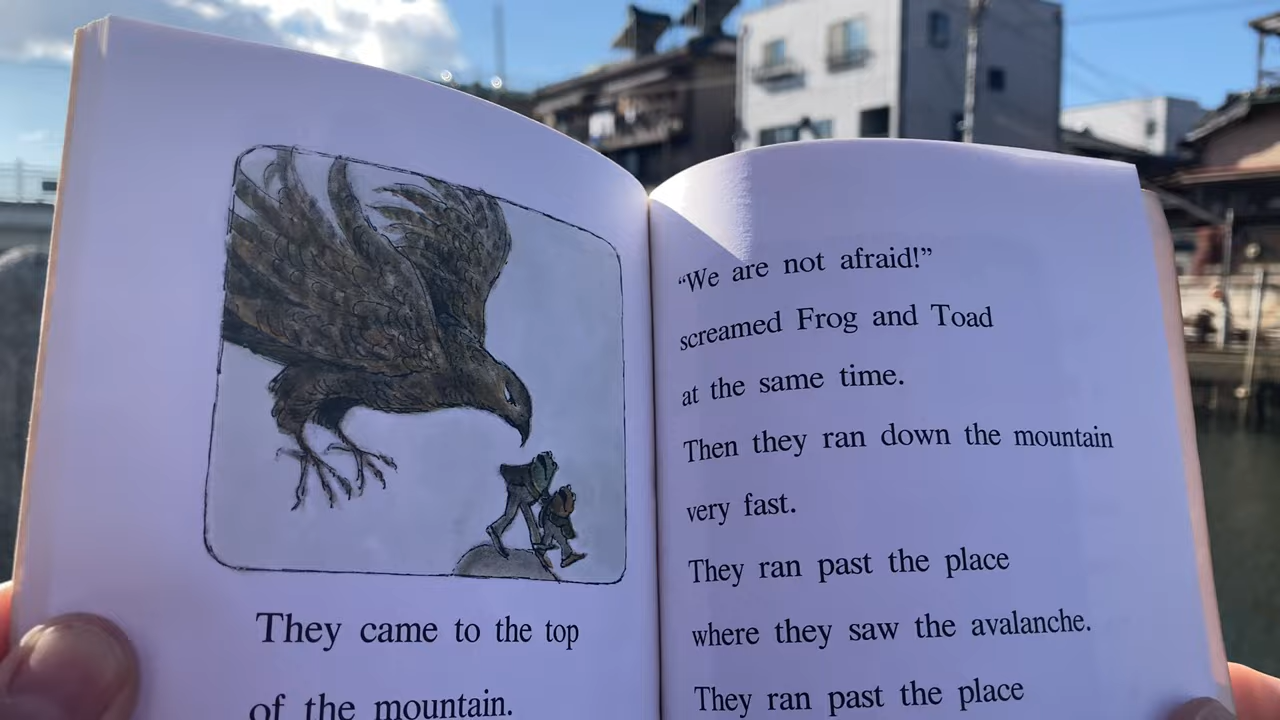 They came to the top
of the mountain.
“We are not afraid!”
screamed Frog and Toad
at the same time.
Then they ran down the mountain
very fast.
They ran past the place
where they saw the avalanche.
They ran past the place